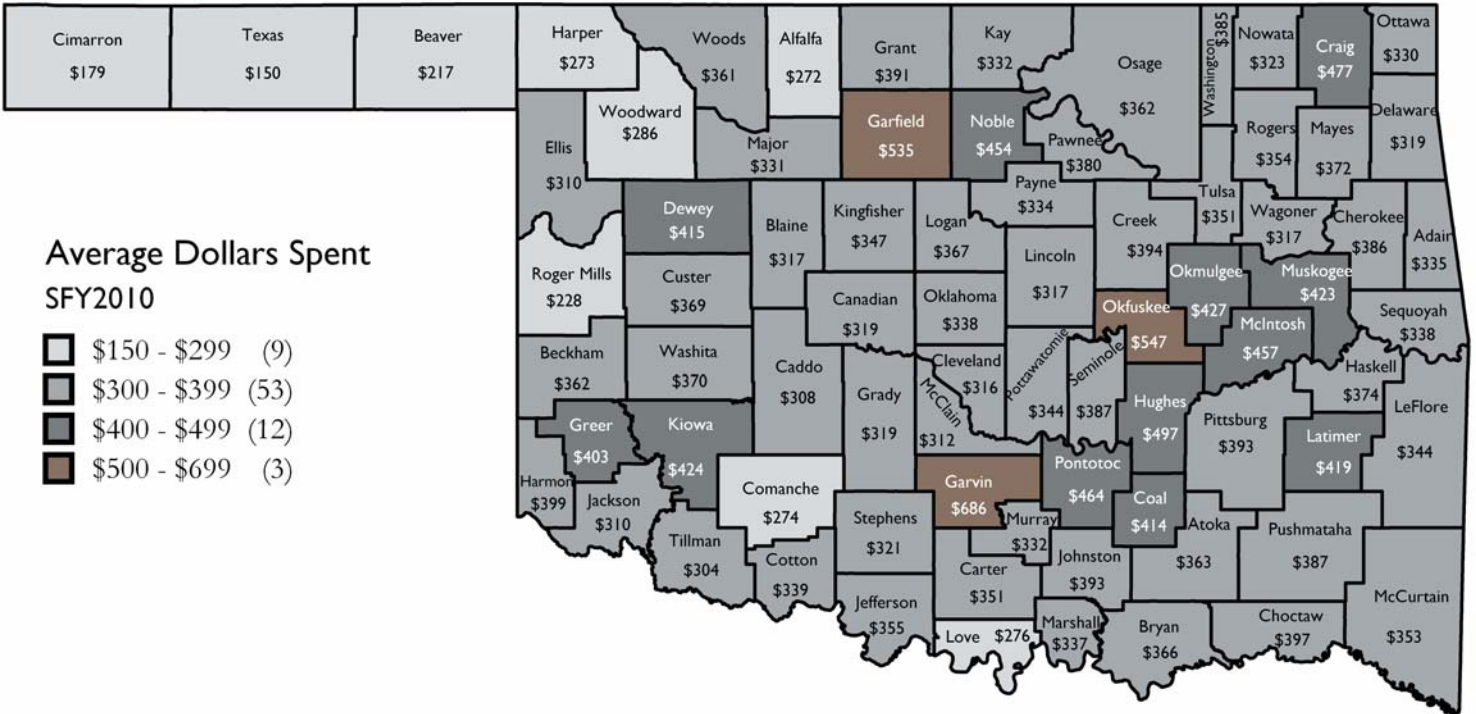 Cimarron
$179
Texas
$150
Beaver
$217
Harper
$273
Woods
$361
Alfalfa
$272
Grant
$391
Kay
$332
Osage
$362
Washington
$385
Nowata
$323
Craig
$477
Ottawa
$330
Delaware
$319
Ellis
$310
Woodward
$286
Major
$331
Garfield
$535
Noble
$454
Pawnee
$380
Rogers
$354
Mayes
$372
Payne
$334
Dewey
$415
Blaine
$317
Kingfisher
$347
Logan
$367
Lincoln
$317
Creek
$394
Tulsa
$351
Wagoner
$317
Cherokee
$386
Adair
$335
Average Dollars Spent
SFY2010
$150 - $299 (9)
$300 - $399 (53)
$400 - $499 (12)
$500 - $699 (3)
Roger Mills
$228
Custer
$369
Canadian
$319
Oklahoma
$338
Okfuskee
$547
Okmulgee
$427
Muskogee
$423
McIntosh
$457
Sequoyah
$338
Beckham
$362
Washita
$370
Caddo
$308
Grady
$319
Cleveland
$316
McClain
$312
Pottawatomie
$344
Seminole
$387
Hughes
$497
Pittsburg
$393
Haskell
$374
Latimer
$419
LeFlore
$344
Greer
$403
Kiowa
$424
Harmon
$399
Jackson
$310
Comanche
$274
Stephens
$321
Garvin
$686
Pontotoc
$464
Coal
$414
Murray
$332
Johnston
$393
Atoka
$363
Pushmataha
$387
Tillman
$304
Cotton
$339
Jefferson
$355
Carter
$351
Love $276
Marshall
$337
Bryan
$366
Choctaw
$397
McCurtain
$353